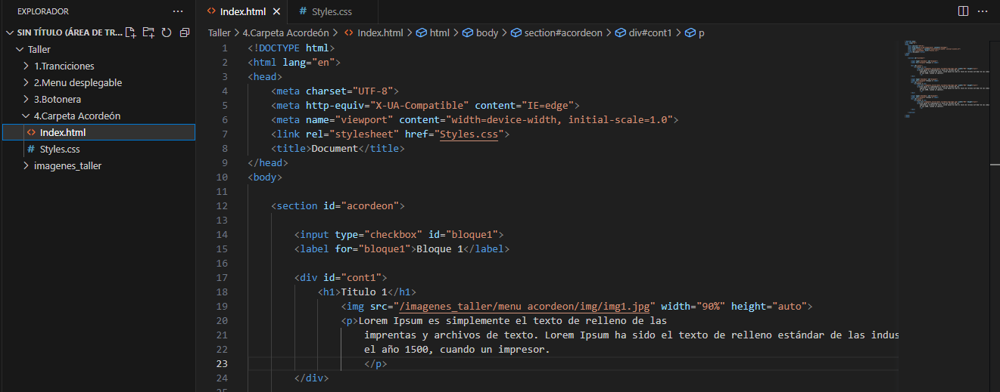 EXPLORADOR ···
SIN TÍTULO (ÁREA DE TR...
Taller
1.Tranciciones
2.Menu desplegable
3.Botonera
4.Carpeta Acordeón
Index.html
Styles.css
imagenes_taller
Index.html Styles.css
Taller > 4.Carpeta Acordeón > Index.html > html > body > section#acordeon > div#cont1 > p
1 <!DOCTYPE html>
2 <html lang="en">
3 <head>
4 <meta charset="UTF-8">
5 <meta http-equiv="X-UA-Compatible" content="IE=edge">
6 <meta name="viewport" content="width=device-width, initial-scale=1.0">
7 <link rel="stylesheet" href="Styles.css">
8 <title>Document</title>
9 </head>
10 <body>
11
12 <section id="acordeon">
13
14 <input type="checkbox" id="bloque1">
15 <label for="bloque1">Bloque 1</label>
16
17 <div id="cont1">
18 <h1>Titulo 1</h1>
19 <img src="/imagenes_taller/menu acordeon/img/img1.jpg" width="90%" height="auto">
20 <p>Lorem Ipsum es simplemente el texto de relleno de las
21 imprentas y archivos de texto. Lorem Ipsum ha sido el texto de relleno estándar de las indus
22 el año 1500, cuando un impresor.
23 </p>
24 </div>